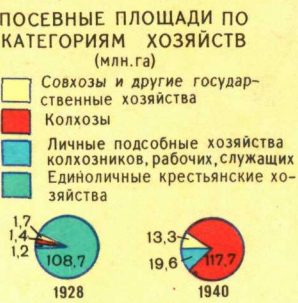 ПОСЕВНЫЕ ПЛОЩАДИ ПО
КАТЕГОРИЯМ ХОЗЯЙСТВ
(млн.га)
Совхозы и другие государ-
ственные хозяйства
Колхозы
Личные подсобные хозяйства
колхозников, рабочих, служащих
Единоличные крестьянские хо-
зяйства
1,7
1,4
1,2
108,7
13,3
19,6
117,7
1928
1940